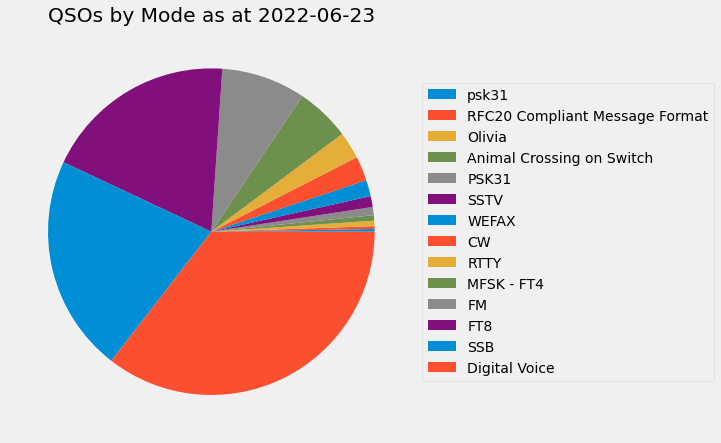 QSOs by Mode as at 2022-06-23
psk31
RFC20 Compliant Message Format
Olivia
Animal Crossing on Switch
PSK31
SSTV
WEFAX
CW
RTTY
MFSK - FT4
FM
FT8
SSB
Digital Voice